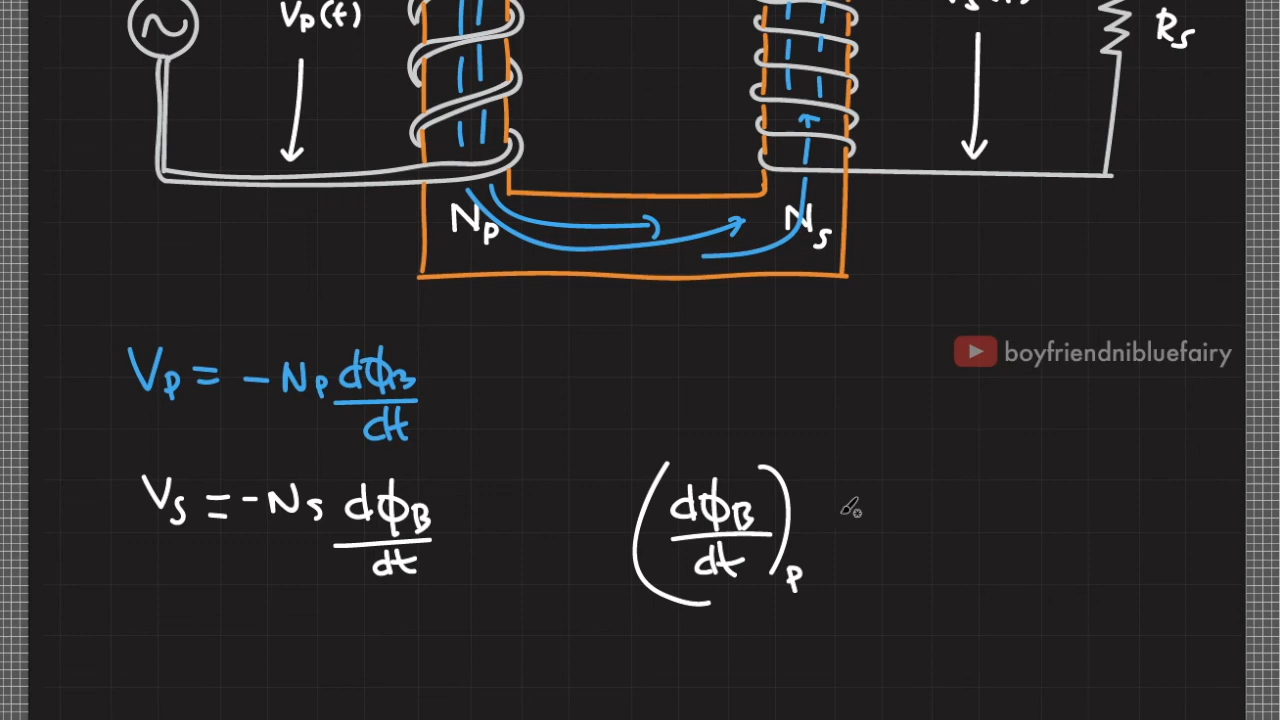 Vp(t)
Rs
Np
Ns
boyfriendnibluefairy
Vp = -Np dϕB/dt
Vs = -Ns dϕB/dt
(dϕB/dt)p